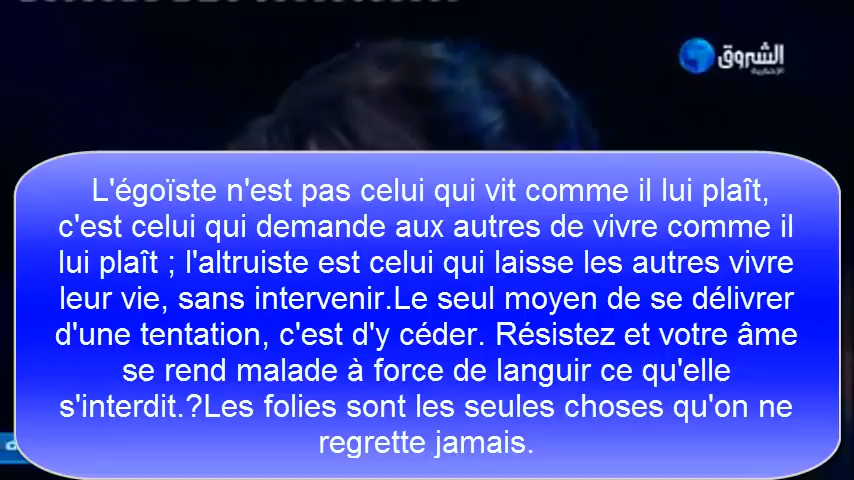 الشروق
الإخبارية
L'égoïste n'est pas celui qui vit comme il lui plaît,
c'est celui qui demande aux autres de vivre comme il
lui plaît ; l'altruiste est celui qui laisse les autres vivre
leur vie, sans intervenir.Le seul moyen de se délivrer
d'une tentation, c'est d'y céder. Résistez et votre âme
se rend malade à force de languir ce qu'elle
s'interdit.?Les folies sont les seules choses qu'on ne
regrette jamais.